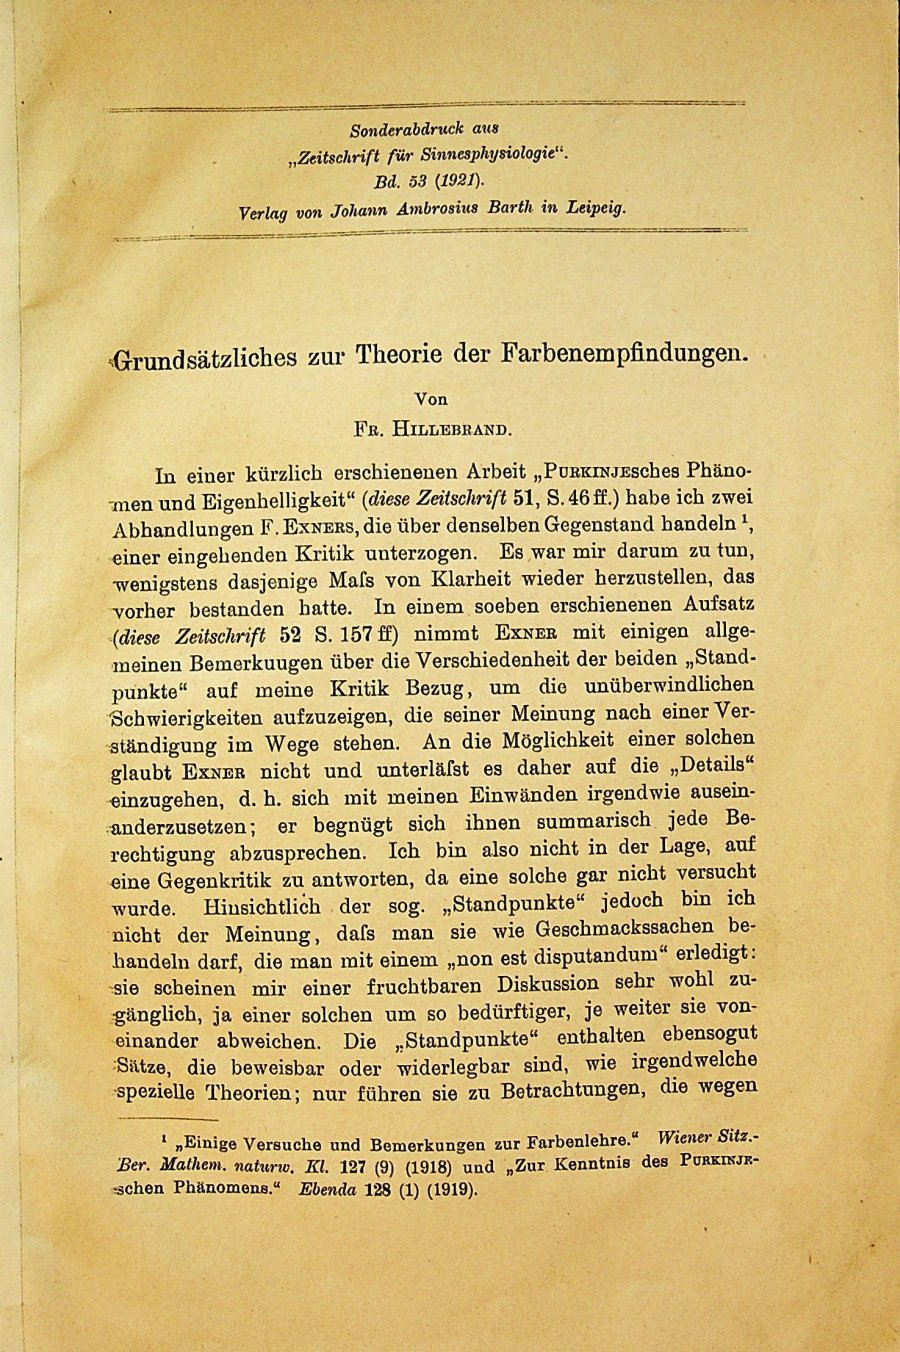 Sonderabdruck aus
„Zeitschrift für Sinnesphysiologie“.
Bd. 53 (1921).
Verlag von Johann Ambrosius Barth in Leipzig.
Grundsätzliches zur Theorie der Farbenempfindungen.
Von
Fr. Hillebrand.
In einer kürzlich erschienenen Arbeit „Purkinjesches Phäno-
men und Eigenhelligkeit“ (diese Zeitschrift 51, S. 46 ff.) habe ich zwei
Abhandlungen F. Exners, die über denselben Gegenstand handeln ¹,
einer eingehenden Kritik unterzogen. Es war mir darum zu tun,
wenigstens dasjenige Maſs von Klarheit wieder herzustellen, das
vorher bestanden hatte. In einem soeben erschienenen Aufsatz
(diese Zeitschrift 52 S. 157 ff) nimmt Exner mit einigen allge-
meinen Bemerkuugen über die Verschiedenheit der beiden „Stand-
punkte“ auf meine Kritik Bezug, um die unüberwindlichen
Schwierigkeiten aufzuzeigen, die seiner Meinung nach einer Ver-
ständigung im Wege stehen. An die Möglichkeit einer solchen
glaubt Exner nicht und unterläſst es daher auf die „Details“
einzugehen, d. h. sich mit meinen Einwänden irgendwie ausein-
anderzusetzen; er begnügt sich ihnen summarisch jede Be-
rechtigung abzusprechen. Ich bin also nicht in der Lage, auf
eine Gegenkritik zu antworten, da eine solche gar nicht versucht
wurde. Hinsichtlich der sog. „Standpunkte“ jedoch bin ich
nicht der Meinung, daſs man sie wie Geschmackssachen be-
handeln darf, die man mit einem „non est disputandum“ erledigt:
sie scheinen mir einer fruchtbaren Diskussion sehr wohl zu-
gänglich, ja einer solchen um so bedürftiger, je weiter sie von-
einander abweichen. Die „Standpunkte“ enthalten ebensogut
Sätze, die beweisbar oder widerlegbar sind, wie irgendwelche
spezielle Theorien; nur führen sie zu Betrachtungen, die wegen
¹ „Einige Versuche und Bemerkungen zur Farbenlehre.“ Wiener Sitz.-
Ber. Mathem. naturw. Kl. 127 (9) (1918) und „Zur Kenntnis des Purkinje-
schen Phänomens.“ Ebenda 128 (1) (1919).